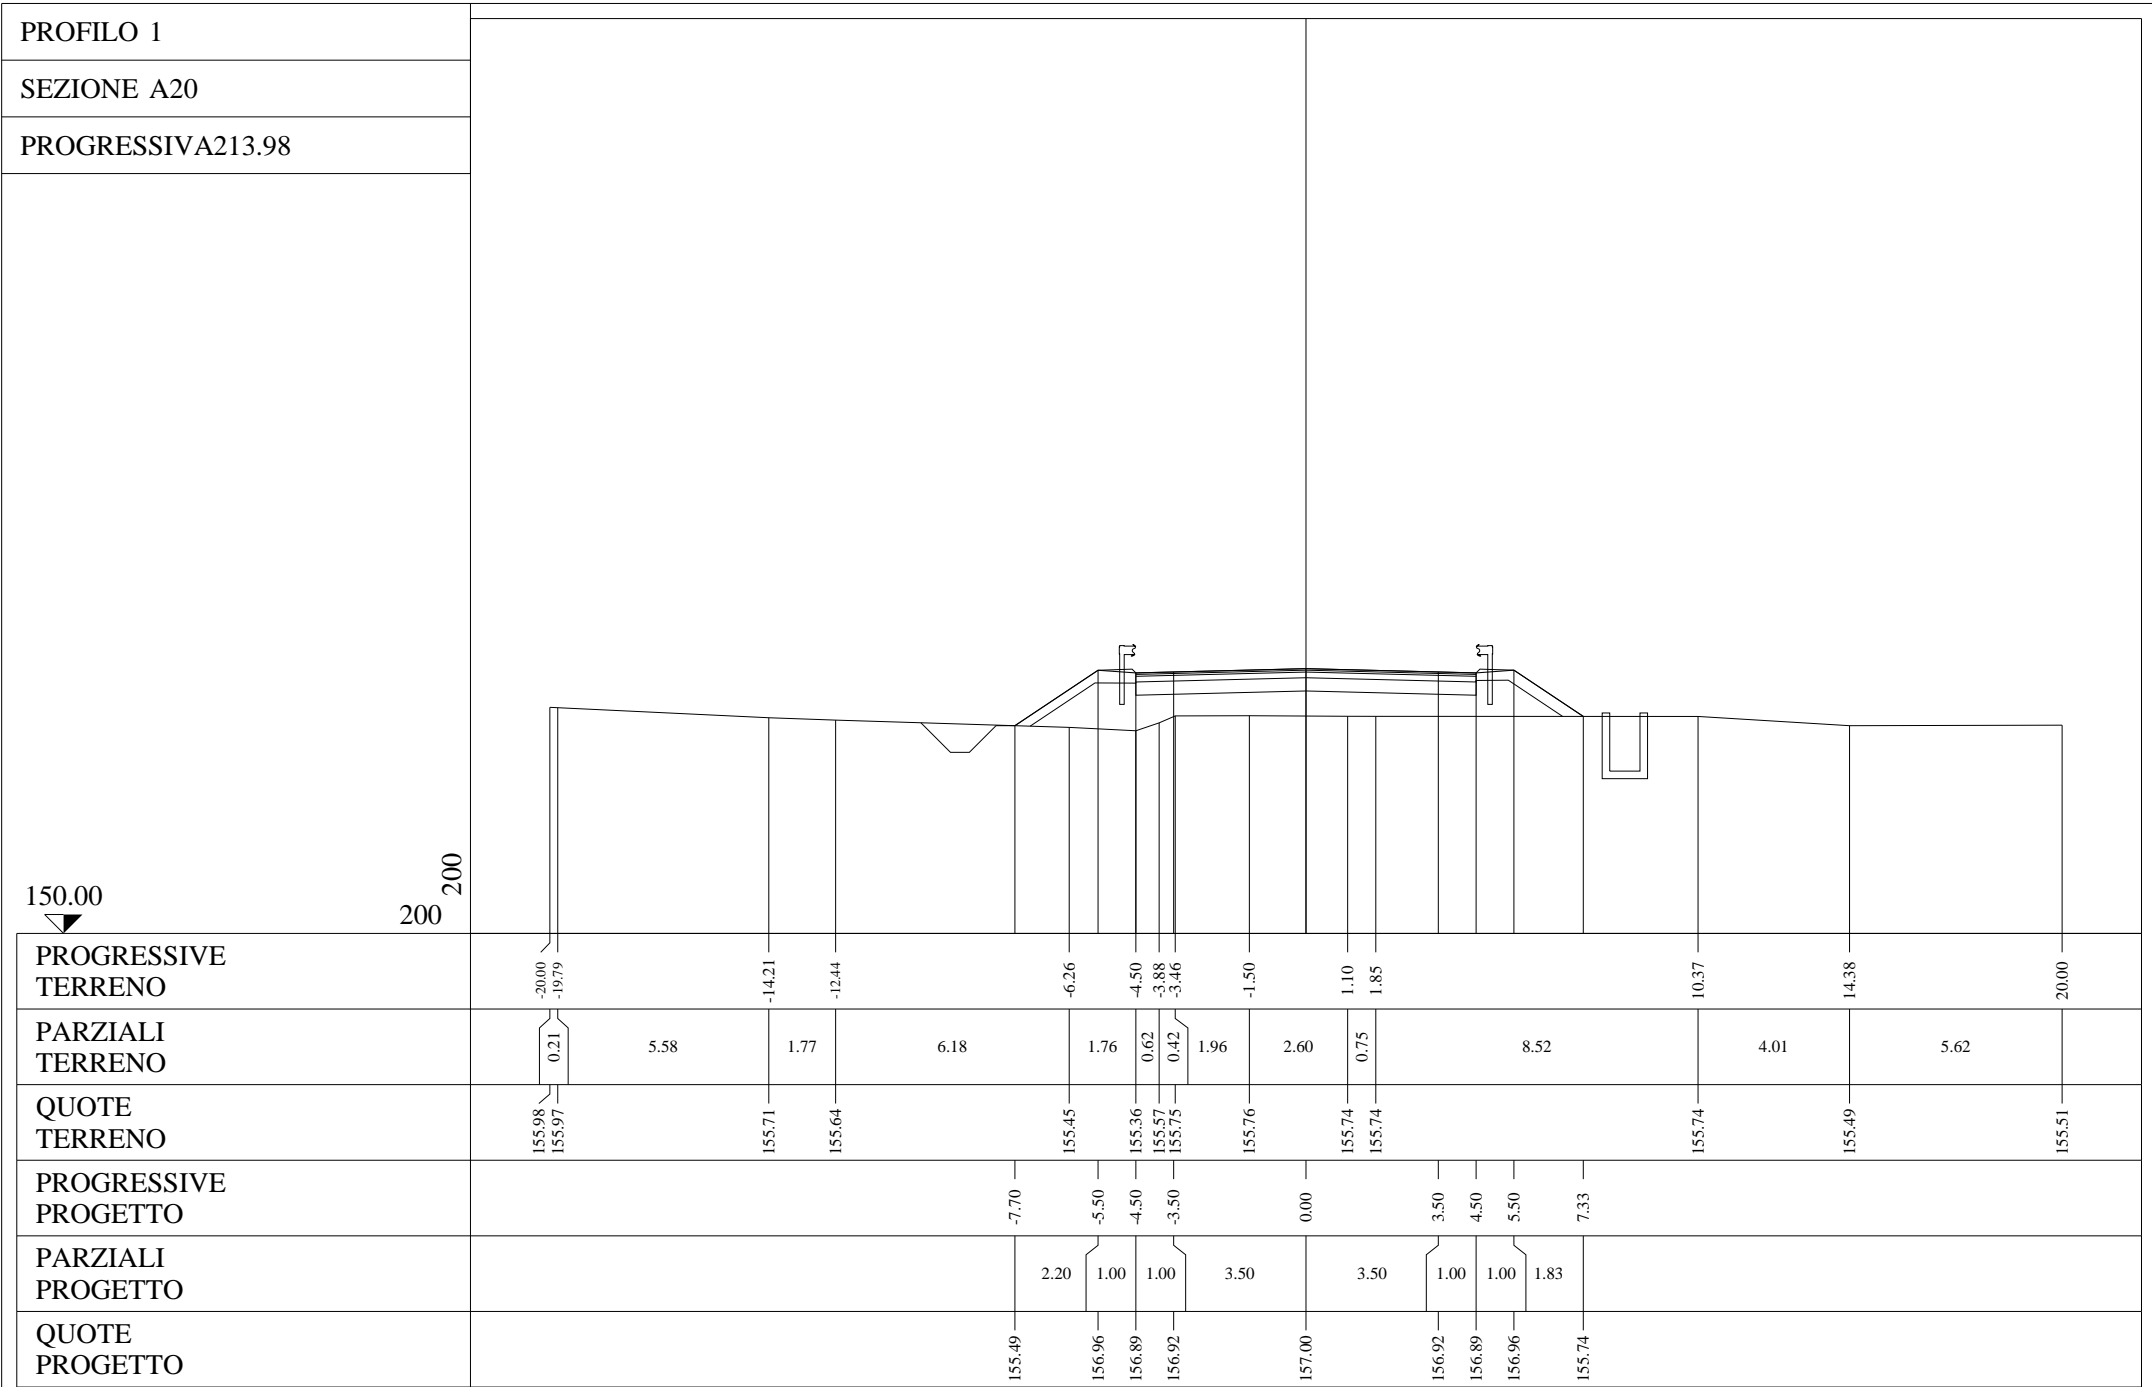 PROFILO 1
SEZIONE A20
PROGRESSIVA213.98
150.00
200
200
PROGRESSIVE
TERRENO
-20.00 -19.79 -14.21 -12.44 -6.26 -4.50 -3.88 -3.46 -1.50 1.10 1.85 10.37 14.38 20.00
PARZIALI
TERRENO
0.21 5.58 1.77 6.18 1.76 0.62 0.42 1.96 2.60 0.75 8.52 4.01 5.62
QUOTE
TERRENO
155.98 155.97 155.71 155.64 155.45 155.36 155.57 155.75 155.76 155.74 155.74 155.74 155.49 155.51
PROGRESSIVE
PROGETTO
-7.70 -5.50 -4.50 -3.50 0.00 3.50 4.50 5.50 7.33
PARZIALI
PROGETTO
2.20 1.00 1.00 3.50 3.50 1.00 1.00 1.83
QUOTE
PROGETTO
155.49 156.96 156.89 156.92 157.00 156.92 156.89 156.96 155.74